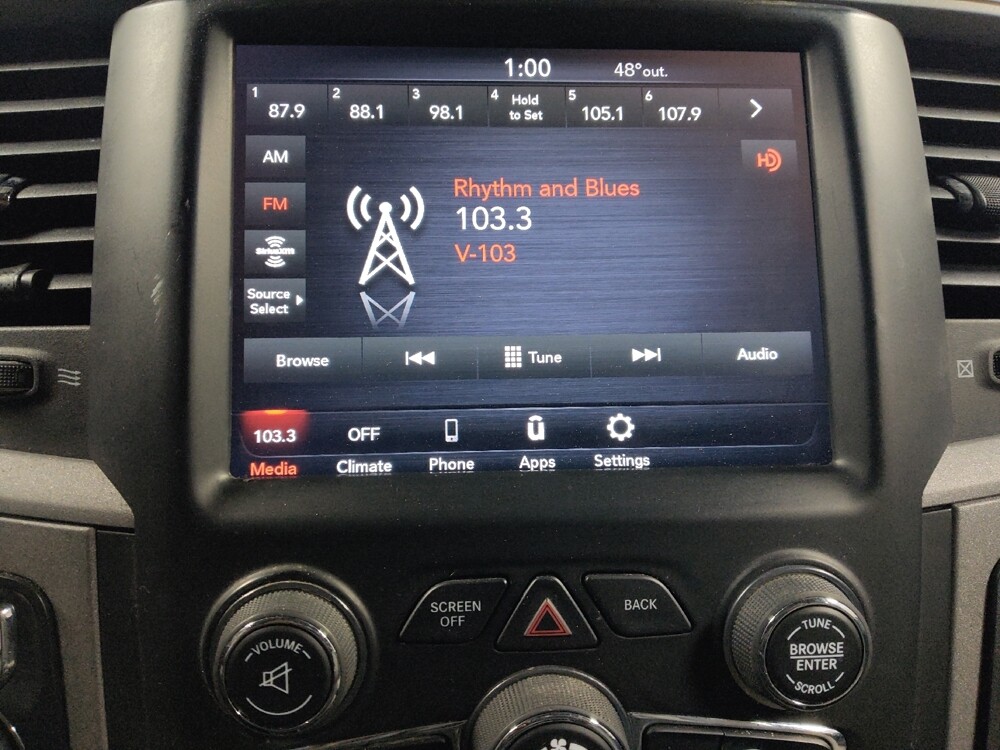 1:00 48°out.
1 87.9 2 88.1 3 98.1 4 Hold to Set 5 105.1 6 107.9
AM
HD
Rhythm and Blues
FM
103.3
V-103
SiriusXM
Source
Select
Browse Tune Audio
103.3 OFF
Media Climate Phone Apps Settings
SCREEN
OFF
BACK
VOLUME
TUNE
BROWSE
ENTER
SCROLL